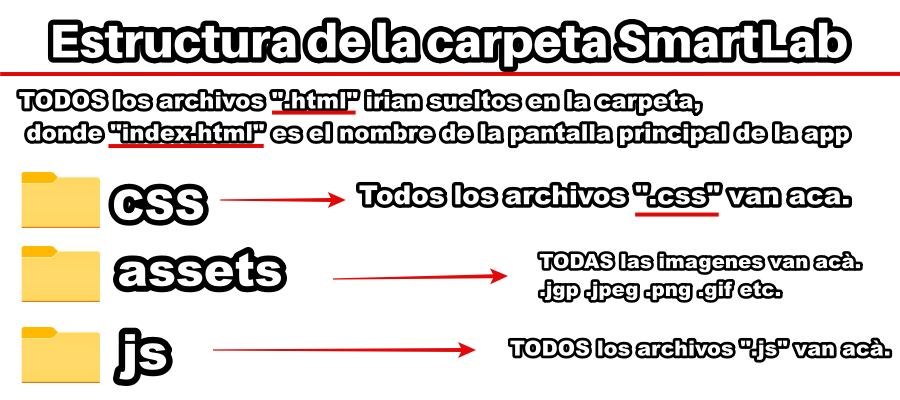 Estructura de la carpeta SmartLab
TODOS los archivos ".html" irian sueltos en la carpeta,
donde "index.html" es el nombre de la pantalla principal de la app
css
Todos los archivos ".css" van aca.
assets
TODAS las imagenes van acà.
.jgp .jpeg .png .gif etc.
js
TODOS los archivos ".js" van acà.